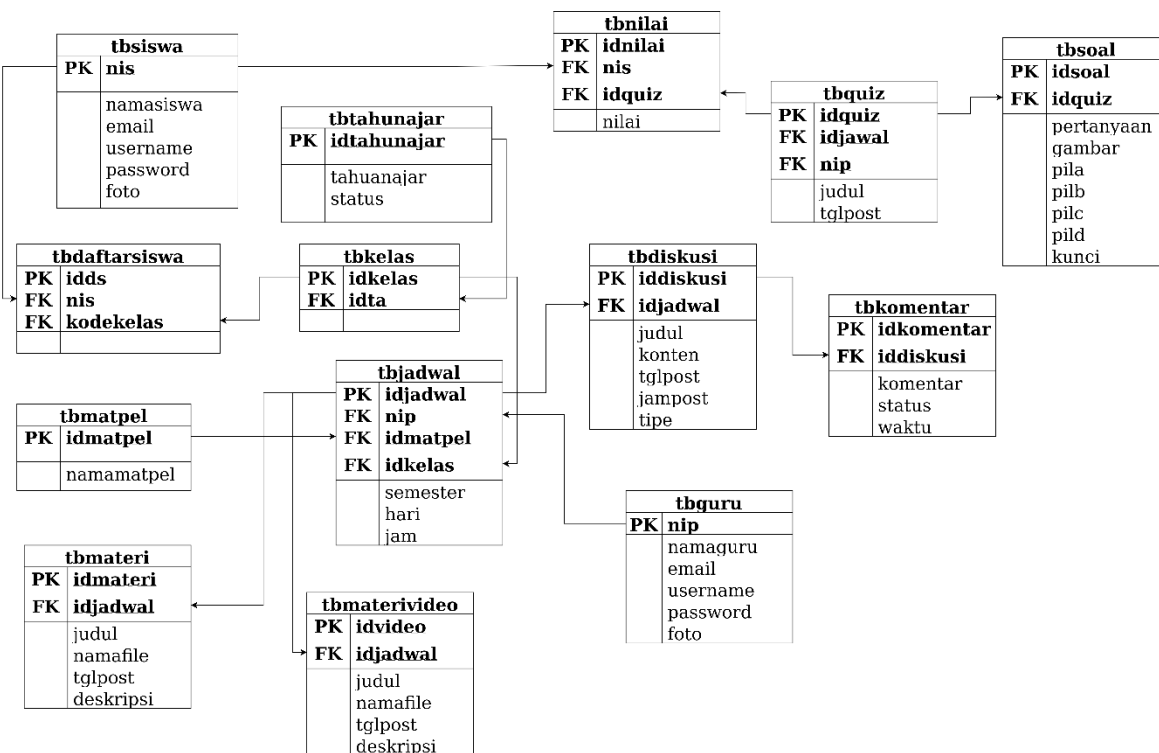 tbsiswa
PK nis
namasiswa
email
username
password
foto
tbtahunajar
PK idtahunajar
tahuanajar
status
tbnilai
PK idnilai
FK nis
FK idquiz
nilai
tbquiz
PK idquiz
FK idjawal
FK nip
judul
tglpost
tbsoal
PK idsoal
FK idquiz
pertanyaan
gambar
pila
pilb
pilc
pild
kunci
tbdaftarsiswa
PK idds
FK nis
FK kodekelas
tbkelas
PK idkelas
FK idta
tbdiskusi
PK iddiskusi
FK idjadwal
judul
konten
tglpost
jampost
tipe
tbkomentar
PK idkomentar
FK iddiskusi
komentar
status
waktu
tbmatpel
PK idmatpel
namamatpel
tbjadwal
PK idjadwal
FK nip
FK idmatpel
FK idkelas
semester
hari
jam
tbguru
PK nip
namaguru
email
username
password
foto
tbmateri
PK idmateri
FK idjadwal
judul
namafile
tglpost
deskripsi
tbmaterivideo
PK idvideo
FK idjadwal
judul
namafile
tglpost
deskripsi